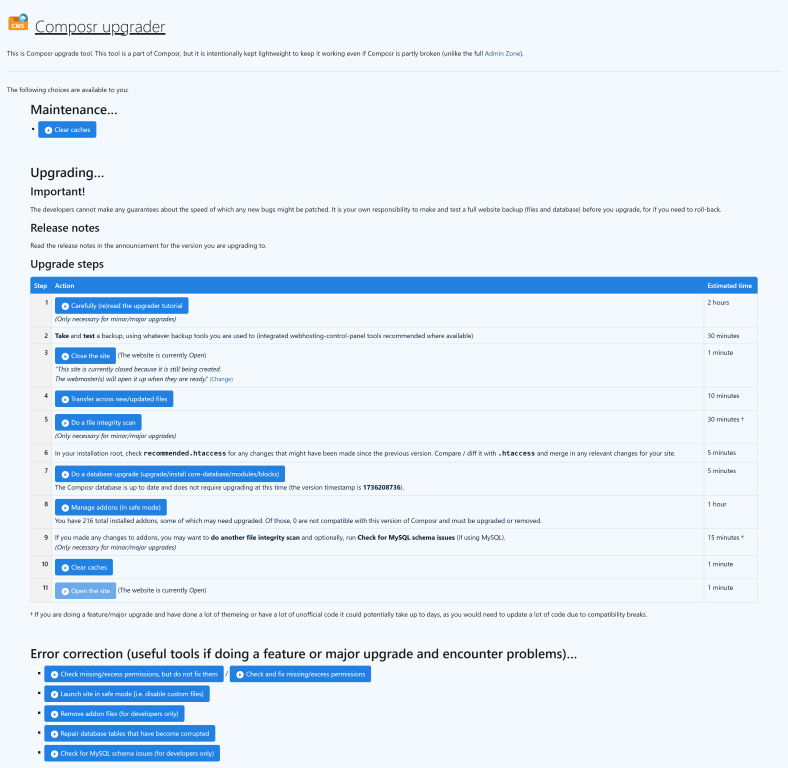 CMS
Composr upgrader
This is Composr upgrade tool. This tool is a part of Composr, but it is intentionally kept lightweight to keep it working even if Composr is partly broken (unlike the full Admin Zone).
The following choices are available to you:
Maintenance...
Clear caches
Upgrading...
Important!
The developers cannot make any guarantees about the speed of which any new bugs might be patched. It is your own responsibility to make and test a full website backup (files and database) before you upgrade, for if you need to roll-back.
Release notes
Read the release notes in the announcement for the version you are upgrading to.
Upgrade steps
Step Action Estimated time
1 Carefully (re)read the upgrader tutorial 2 hours
(Only necessary for minor/major upgrades)
2 Take and test a backup, using whatever backup tools you are used to (integrated webhosting-control-panel tools recommended where available) 30 minutes
3 Close the site (The website is currently Open) 1 minute
"This site is currently closed because it is still being created.
The webmaster(s) will open it up when they are ready." (Change)
4 Transfer across new/updated files 10 minutes
5 Do a file integrity scan 30 minutes †
(Only necessary for minor/major upgrades)
6 In your installation root, check recommended.htaccess for any changes that might have been made since the previous version. Compare / diff it with .htaccess and merge in any relevant changes for your site. 5 minutes
7 Do a database upgrade (upgrade/install core-database/modules/blocks) 5 minutes
The Composr database is up to date and does not require upgrading at this time (the version timestamp is 1736208736).
8 Manage addons (in safe mode) 1 hour
You have 216 total installed addons, some of which may need upgraded. Of those, 0 are not compatible with this version of Composr and must be upgraded or removed.
9 If you made any changes to addons, you may want to do another file integrity scan and optionally, run Check for MySQL schema issues (if using MySQL). 15 minutes †
(Only necessary for minor/major upgrades)
10 Clear caches 1 minute
11 Open the site (The website is currently Open) 1 minute
† If you are doing a feature/major upgrade and have done a lot of themeing or have a lot of unofficial code it could potentially take up to days, as you would need to update a lot of code due to compatibility breaks.
Error correction (useful tools if doing a feature or major upgrade and encounter problems)...
Check missing/excess permissions, but do not fix them / Check and fix missing/excess permissions
Launch site in safe mode [i.e. disable custom files]
Remove addon files (for developers only)
Repair database tables that have become corrupted
Check for MySQL schema issues (for developers only)